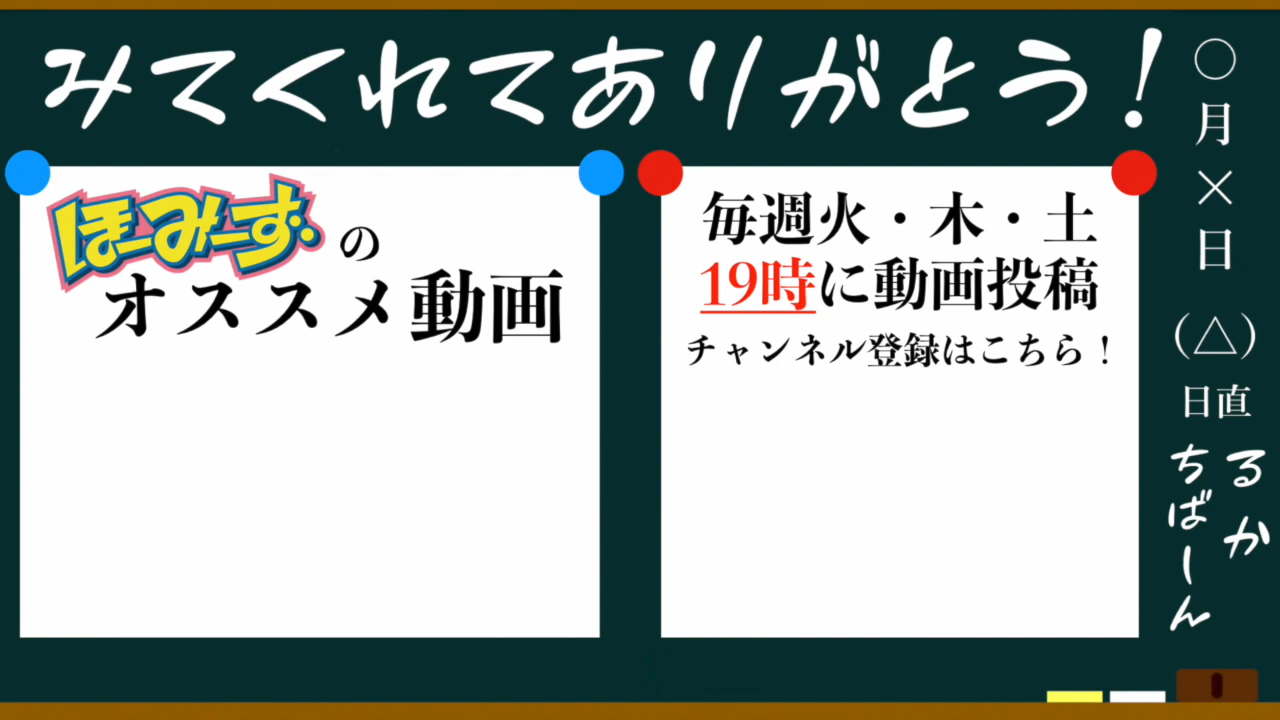 みてくれてありがとう！
ほーみーず。の
オススメ動画
毎週火・木・土
19時に動画投稿
チャンネル登録はこちら！
○月×日
(△)
日直
るか
ちばーん